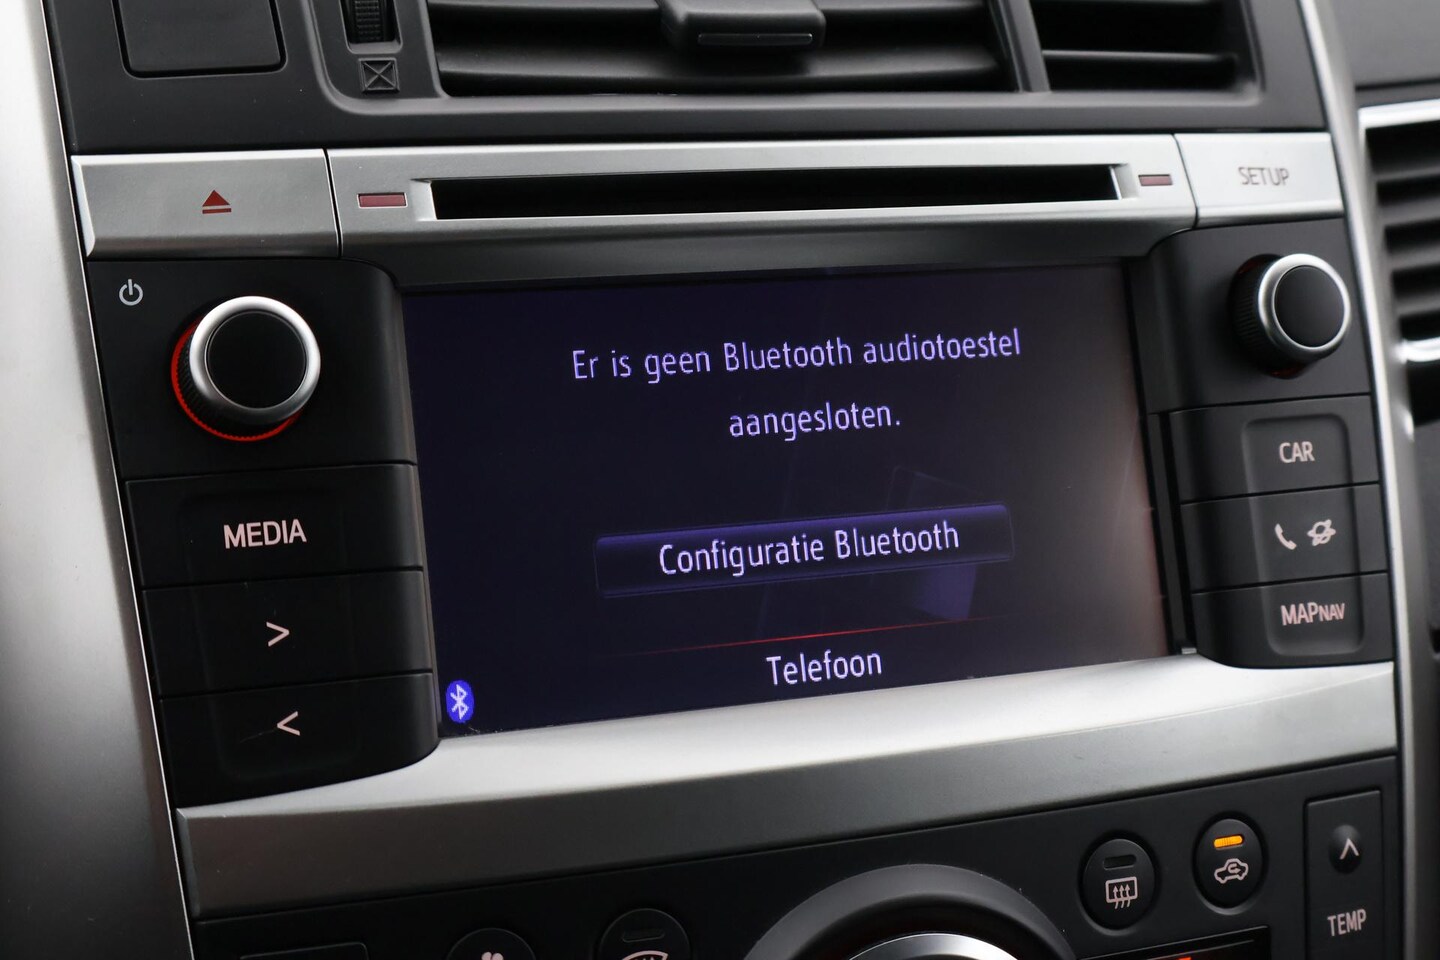 SETUP
Er is geen Bluetooth audiotoestel
aangesloten.
CAR
MEDIA
Configuratie Bluetooth
>
MAPNAV
Telefoon
<
TEMP